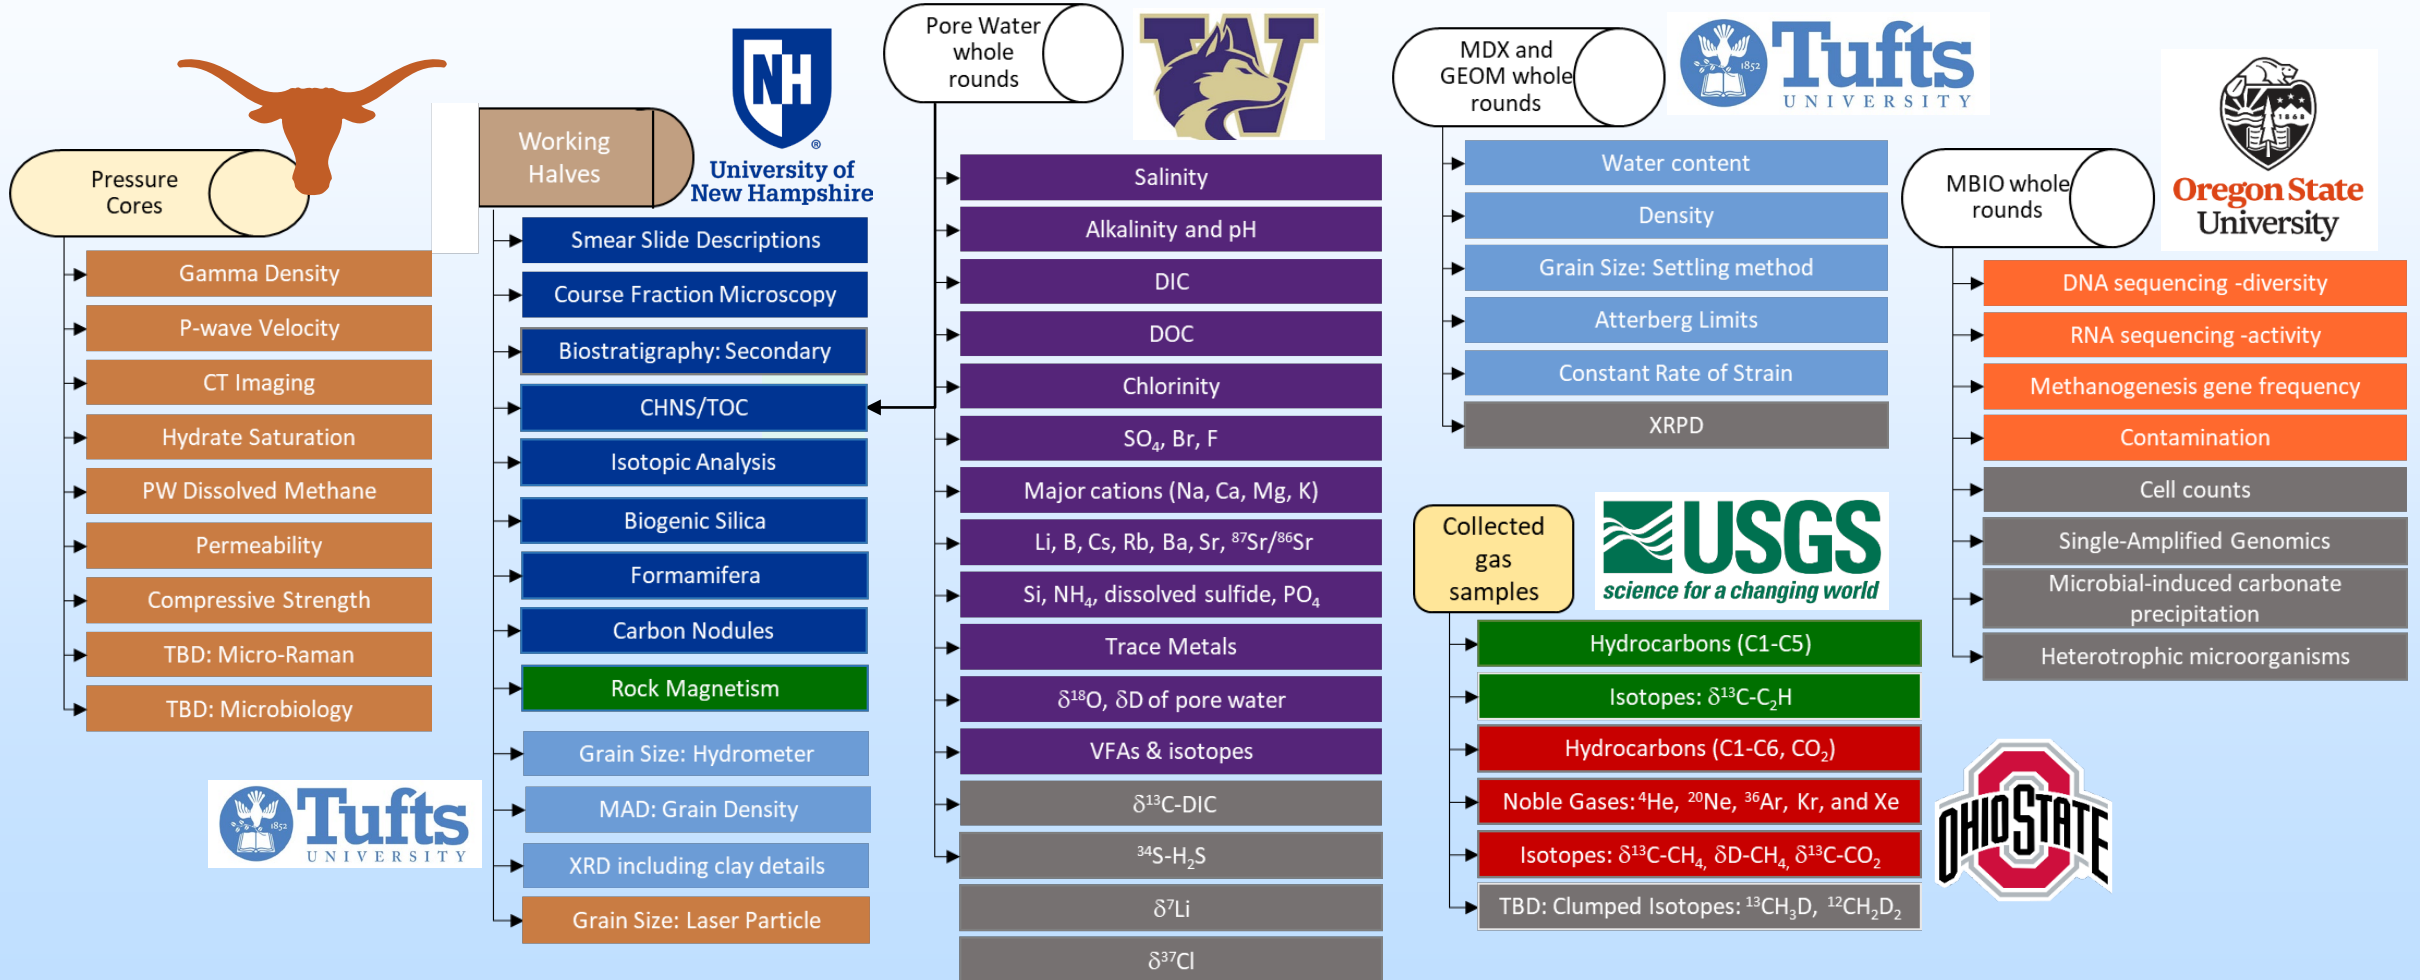 Pressure
Cores
Gamma Density
P-wave Velocity
CT Imaging
Hydrate Saturation
PW Dissolved Methane
Permeability
Compressive Strength
TBD: Micro-Raman
TBD: Microbiology
1852
Tufts
UNIVERSITY
Working
Halves
NH
®
University of
New Hampshire
Smear Slide Descriptions
Course Fraction Microscopy
Biostratigraphy: Secondary
CHNS/TOC
Isotopic Analysis
Biogenic Silica
Formamifera
Carbon Nodules
Rock Magnetism
Grain Size: Hydrometer
MAD: Grain Density
XRD including clay details
Grain Size: Laser Particle
Pore Water
whole
rounds
W
Salinity
Alkalinity and pH
DIC
DOC
Chlorinity
SO₄, Br, F
Major cations (Na, Ca, Mg, K)
Li, B, Cs, Rb, Ba, Sr, ⁸⁷Sr/⁸⁶Sr
Si, NH₄, dissolved sulfide, PO₄
Trace Metals
δ¹⁸O, δD of pore water
VFAs & isotopes
δ¹³C-DIC
³⁴S-H₂S
δ⁷Li
δ³⁷Cl
MDX and
GEOM whole
rounds
1852
Tufts
UNIVERSITY
Water content
Density
Grain Size: Settling method
Atterberg Limits
Constant Rate of Strain
XRPD
Collected
gas
samples
USGS
science for a changing world
Hydrocarbons (C1-C5)
Isotopes: δ¹³C-C₂H
Hydrocarbons (C1-C6, CO₂)
Noble Gases: ⁴He, ²⁰Ne, ³⁶Ar, Kr, and Xe
Isotopes: δ¹³C-CH₄, δD-CH₄, δ¹³C-CO₂
TBD: Clumped Isotopes: ¹³CH₃D, ¹²CH₂D₂
OHIO STATE
MBIO whole
rounds
1868
Oregon State
University
DNA sequencing -diversity
RNA sequencing -activity
Methanogenesis gene frequency
Contamination
Cell counts
Single-Amplified Genomics
Microbial-induced carbonate
precipitation
Heterotrophic microorganisms